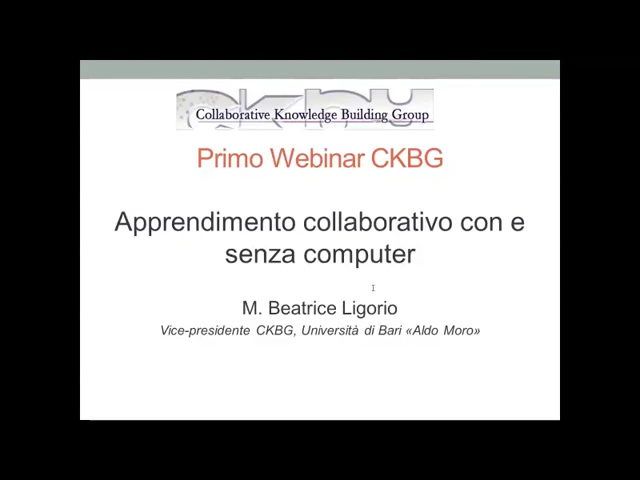 ckbg
Collaborative Knowledge Building Group
Primo Webinar CKBG
Apprendimento collaborativo con e
senza computer
M. Beatrice Ligorio
Vice-presidente CKBG, Università di Bari «Aldo Moro»